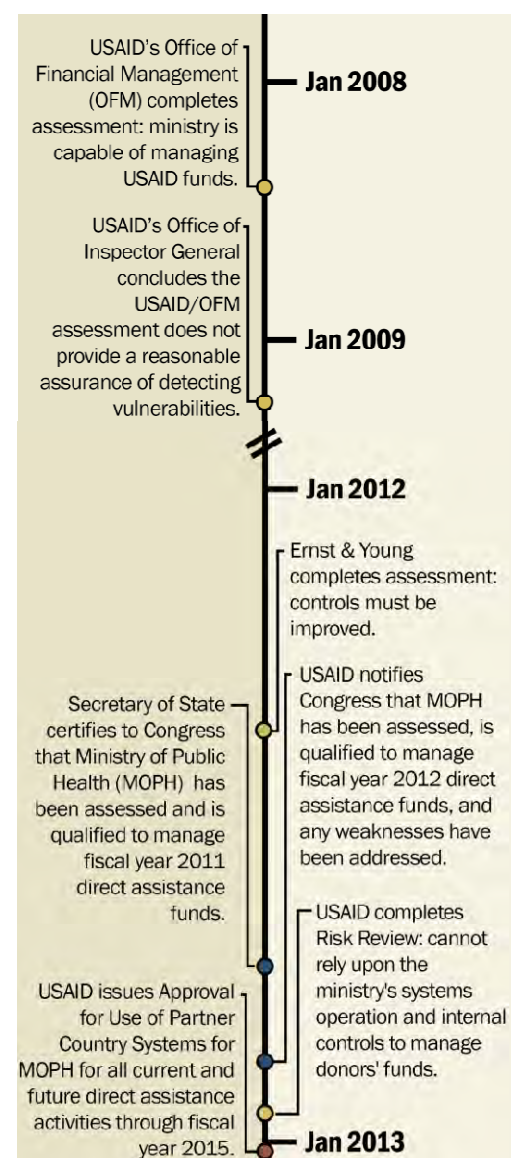 USAID's Office of
Financial Management
(OFM) completes
assessment: ministry is
capable of managing
USAID funds.
Jan 2008
USAID's Office of
Inspector General
concludes the
USAID/OFM
assessment does not
provide a reasonable
assurance of detecting
vulnerabilities.
Jan 2009
Jan 2012
Ernst & Young
completes assessment:
controls must be
improved.
Secretary of State
certifies to Congress
that Ministry of Public
Health (MOPH) has
been assessed and is
qualified to manage
fiscal year 2011
direct assistance
funds.
USAID notifies
Congress that MOPH
has been assessed, is
qualified to manage
fiscal year 2012 direct
assistance funds, and
any weaknesses have
been addressed.
USAID completes
Risk Review: cannot
rely upon the
ministry's systems
operation and internal
controls to manage
donors' funds.
USAID issues Approval
for Use of Partner
Country Systems for
MOPH for all current and
future direct assistance
activities through fiscal
year 2015.
Jan 2013